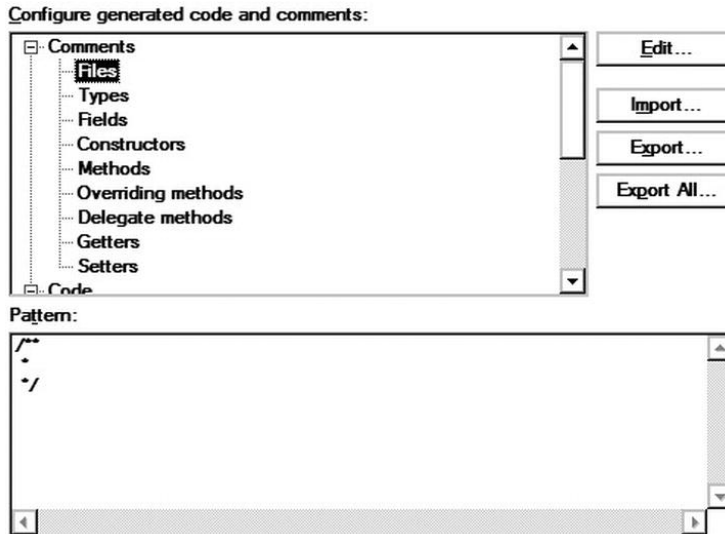 Configure generated code and comments:
Comments
Files
Types
Fields
Constructors
Methods
Overriding methods
Delegate methods
Getters
Setters
Code
Edit...
Import...
Export...
Export All...
Pattern:
/**
*
*/